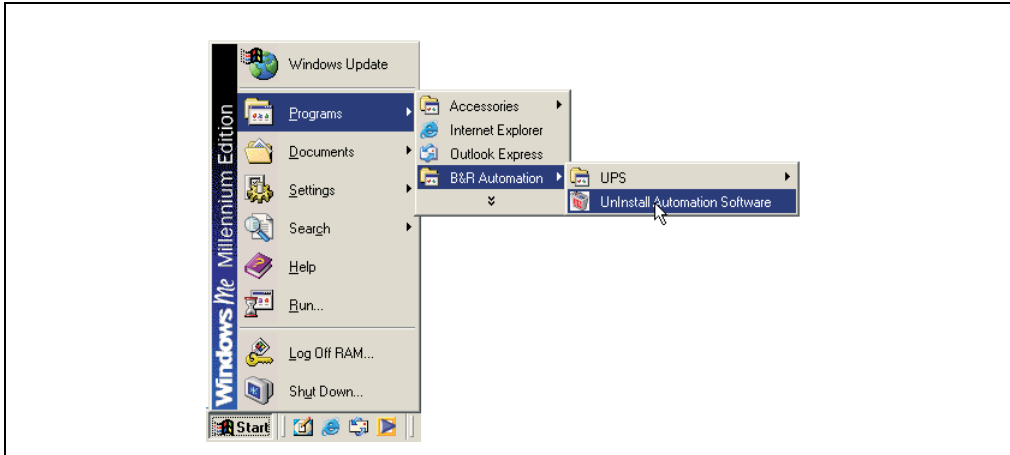 Windows Me Millennium Edition
Windows Update
Programs
Documents
Settings
Search
Help
Run...
Log Off RAM...
Shut Down...
Accessories
Internet Explorer
Outlook Express
B&R Automation
UPS
UnInstall Automation Software
Start